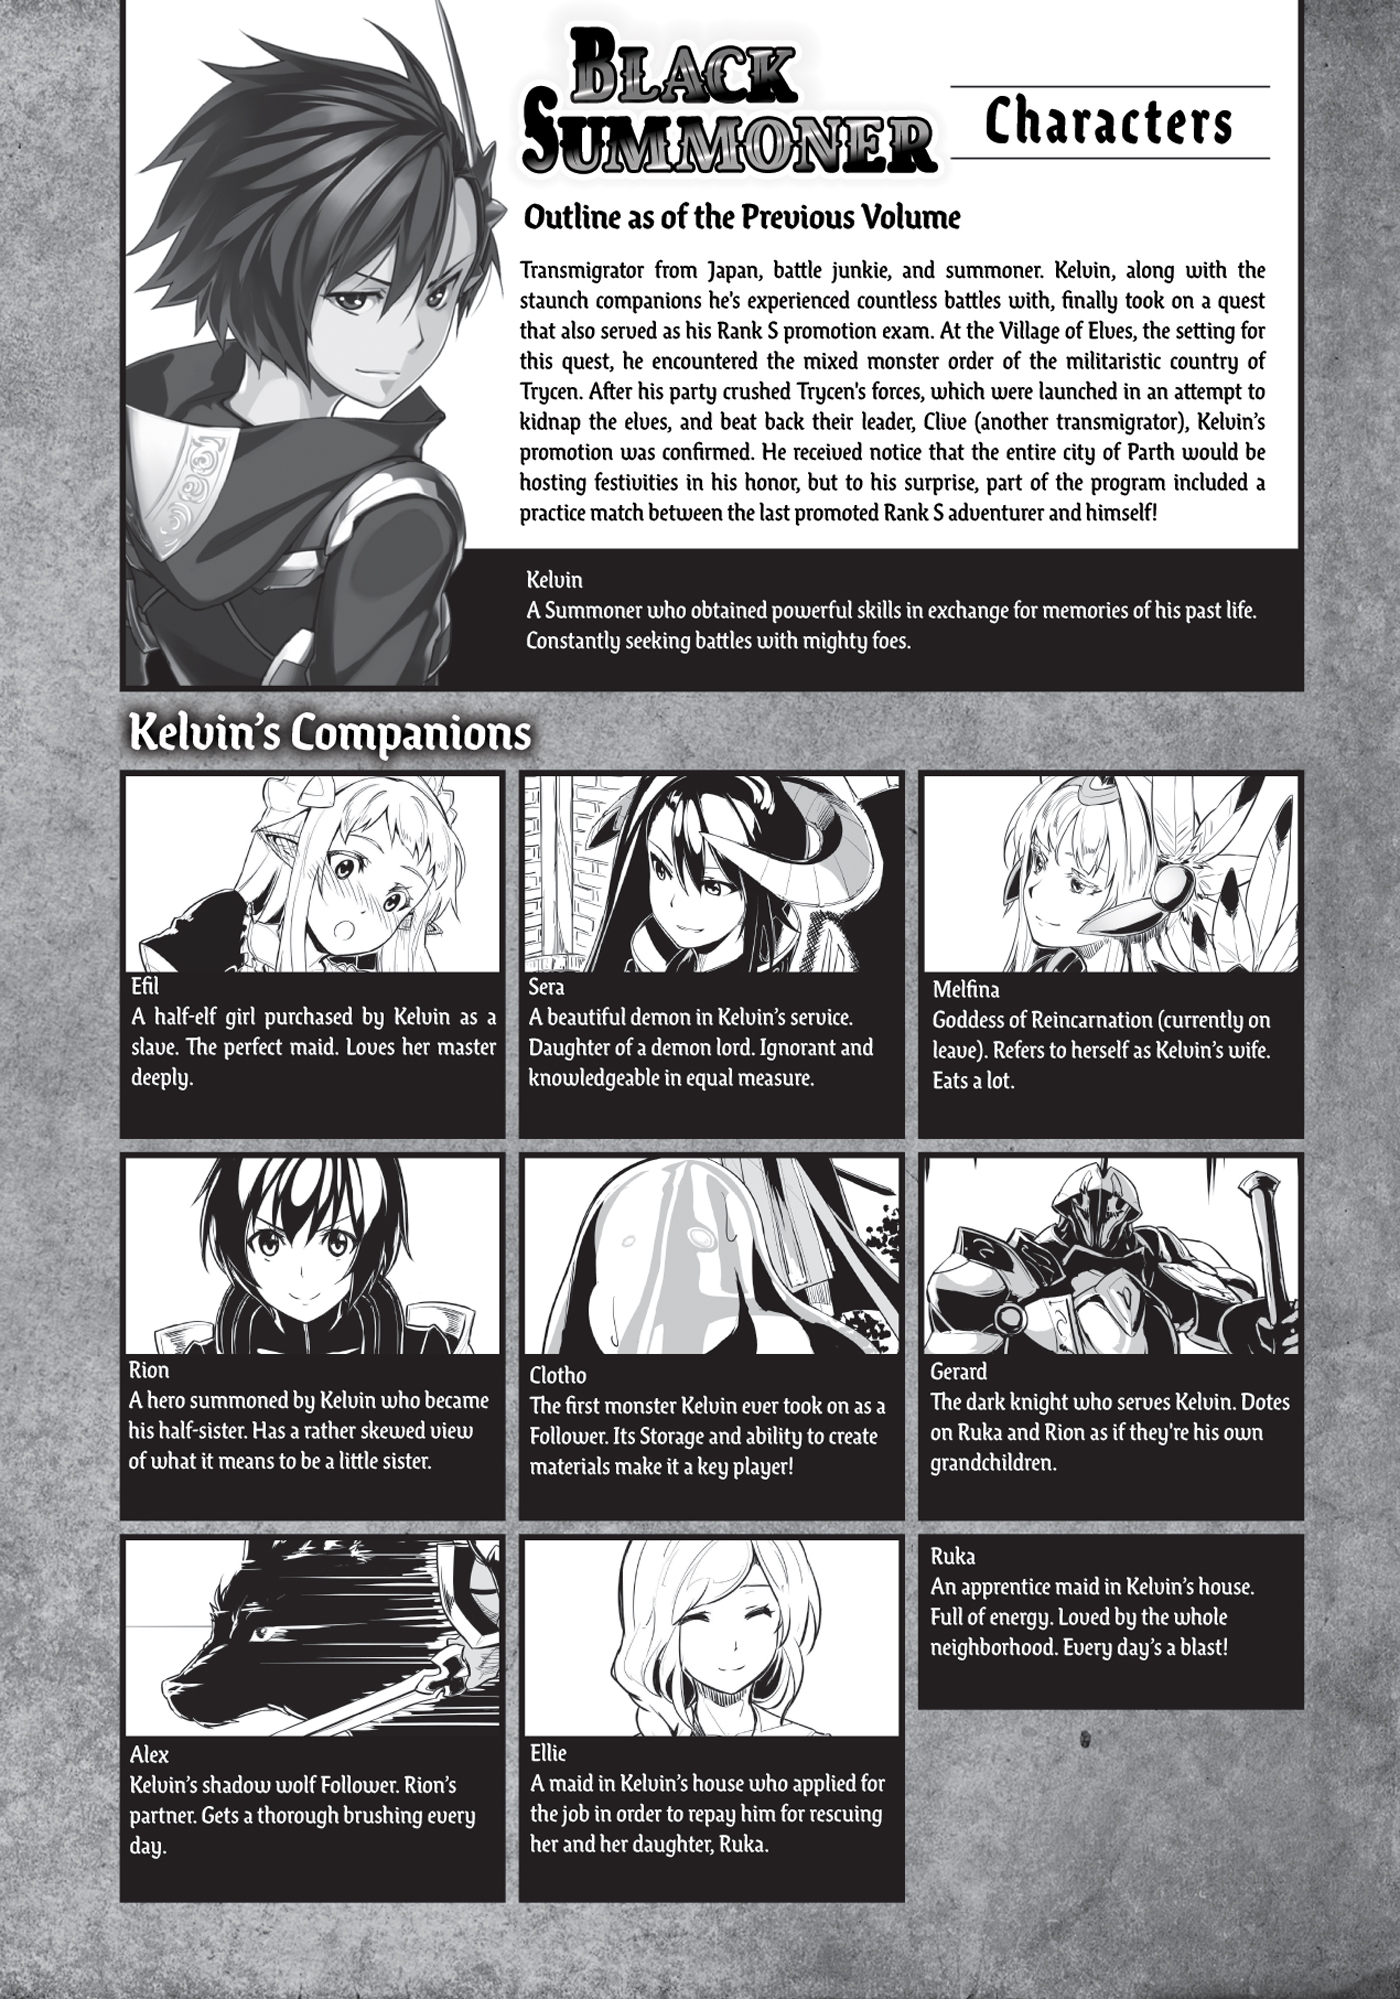 BLACK
SUMMONER
Characters
Outline as of the Previous Volume
Transmigrator from Japan, battle junkie, and summoner. Kelvin, along with the
staunch companions he's experienced countless battles with, finally took on a quest
that also served as his Rank S promotion exam. At the Village of Elves, the setting for
this quest, he encountered the mixed monster order of the militaristic country of
Trycen. After his party crushed Trycen's forces, which were launched in an attempt to
kidnap the elves, and beat back their leader, Clive (another transmigrator), Kelvin's
promotion was confirmed. He received notice that the entire city of Parth would be
hosting festivities in his honor, but to his surprise, part of the program included a
practice match between the last promoted Rank S adventurer and himself!
Kelvin
A Summoner who obtained powerful skills in exchange for memories of his past life.
Constantly seeking battles with mighty foes.
Kelvin's Companions
Efil
A half-elf girl purchased by Kelvin as a
slave. The perfect maid. Loves her master
deeply.
Sera
A beautiful demon in Kelvin's service.
Daughter of a demon lord. Ignorant and
knowledgeable in equal measure.
Melfina
Goddess of Reincarnation (currently on
leave). Refers to herself as Kelvin's wife.
Eats a lot.
Rion
A hero summoned by Kelvin who became
his half-sister. Has a rather skewed view
of what it means to be a little sister.
Clotho
The first monster Kelvin ever took on as a
Follower. Its Storage and ability to create
materials make it a key player!
Gerard
The dark knight who serves Kelvin. Dotes
on Ruka and Rion as if they're his own
grandchildren.
Alex
Kelvin's shadow wolf Follower. Rion's
partner. Gets a thorough brushing every
day.
Ellie
A maid in Kelvin's house who applied for
the job in order to repay him for rescuing
her and her daughter, Ruka.
Ruka
An apprentice maid in Kelvin's house.
Full of energy. Loved by the whole
neighborhood. Every day's a blast!